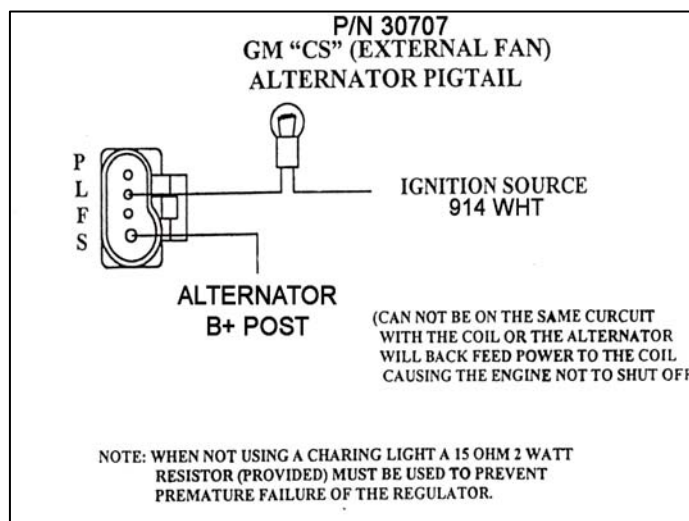 P/N 30707
GM "CS" (EXTERNAL FAN)
ALTERNATOR PIGTAIL
P
L
F
S
IGNITION SOURCE
914 WHT
ALTERNATOR
B+ POST
(CAN NOT BE ON THE SAME CURCUIT
WITH THE COIL OR THE ALTERNATOR
WILL BACK FEED POWER TO THE COIL
CAUSING THE ENGINE NOT TO SHUT OFF
NOTE: WHEN NOT USING A CHARING LIGHT A 15 OHM 2 WATT
RESISTOR (PROVIDED) MUST BE USED TO PREVENT
PREMATURE FAILURE OF THE REGULATOR.